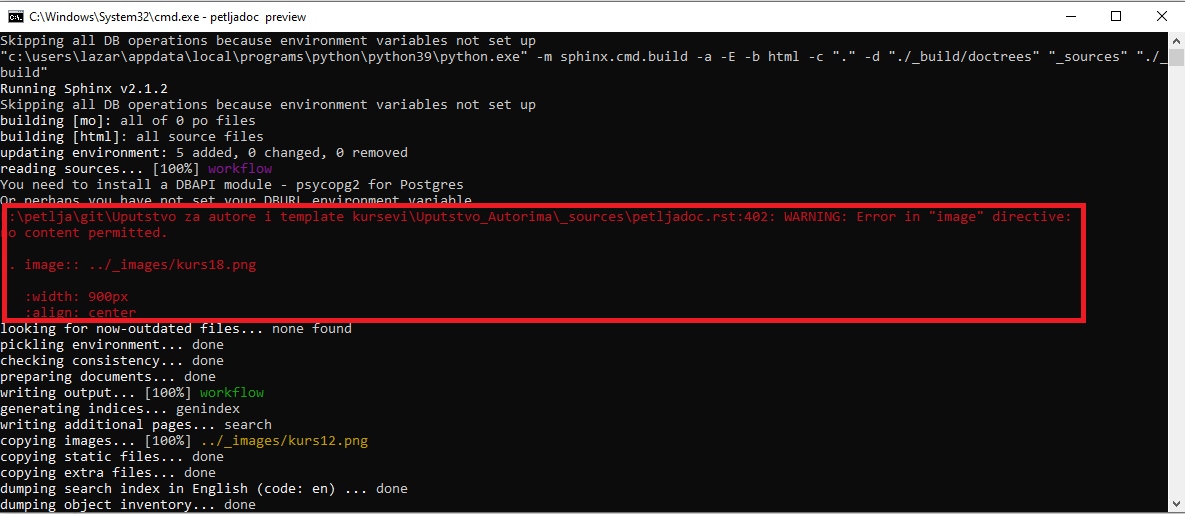 C:\Windows\System32\cmd.exe - petljadoc preview
Skipping all DB operations because environment variables not set up
"c:\users\lazar\appdata\local\programs\python\python39\python.exe" -m sphinx.cmd.build -a -E -b html -c "." -d "./_build/doctrees" "_sources" "./_
build"
Running Sphinx v2.1.2
Skipping all DB operations because environment variables not set up
building [mo]: all of 0 po files
building [html]: all source files
updating environment: 5 added, 0 changed, 0 removed
reading sources... [100%] workflow
You need to install a DBAPI module - psycopg2 for Postgres
Or perhaps you have not set your DBURL environment variable
:\petlja\git\Uputstvo za autore i template kursevi\Uputstvo_Autorima\_sources\petljadoc.rst:402: WARNING: Error in "image" directive:
no content permitted.
. image:: ../_images/kurs18.png
:width: 900px
:align: center
looking for now-outdated files... none found
pickling environment... done
checking consistency... done
preparing documents... done
writing output... [100%] workflow
generating indices... genindex
writing additional pages... search
copying images... [100%] ../_images/kurs12.png
copying static files... done
copying extra files... done
dumping search index in English (code: en) ... done
dumping object inventory... done